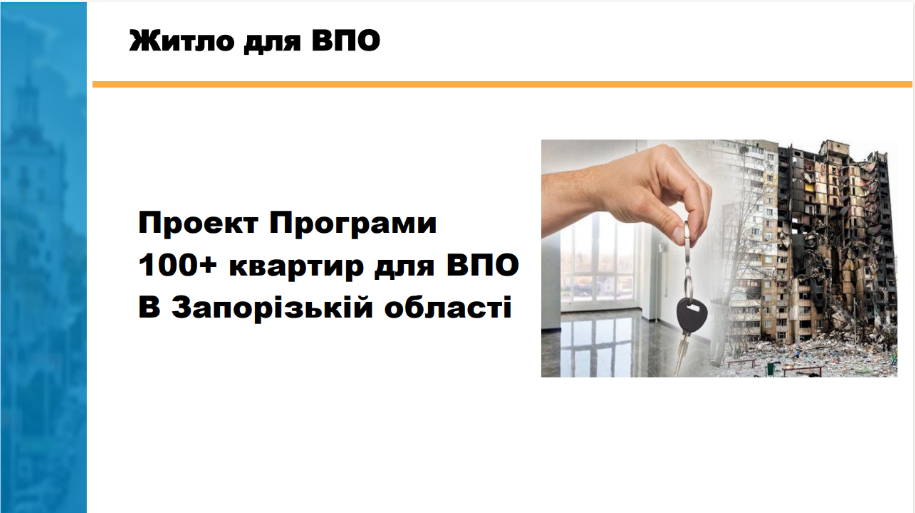 Житло для ВПО
Проект Програми
100+ квартир для ВПО
В Запорізькій області